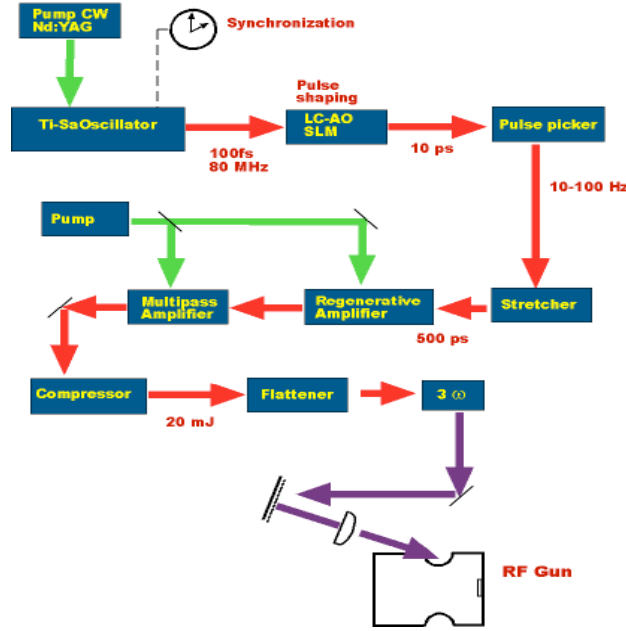 Pump CW
Nd:YAG
Synchronization
Ti-SaOscillator
100fs
80 MHz
Pulse
shaping
LC-AO
SLM
10 ps
Pulse picker
10-100 Hz
Pump
Multipass
Amplifier
Regenerative
Amplifier
500 ps
Stretcher
Compressor
20 mJ
Flattener
3 ω
RF Gun